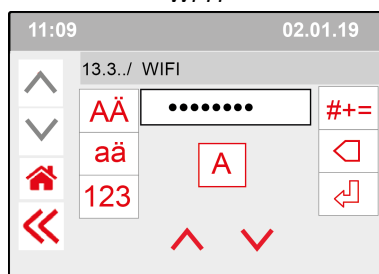 11:09 02.01.19
13.3../ WIFI
AÄ •••••••• #+=
aä A
123